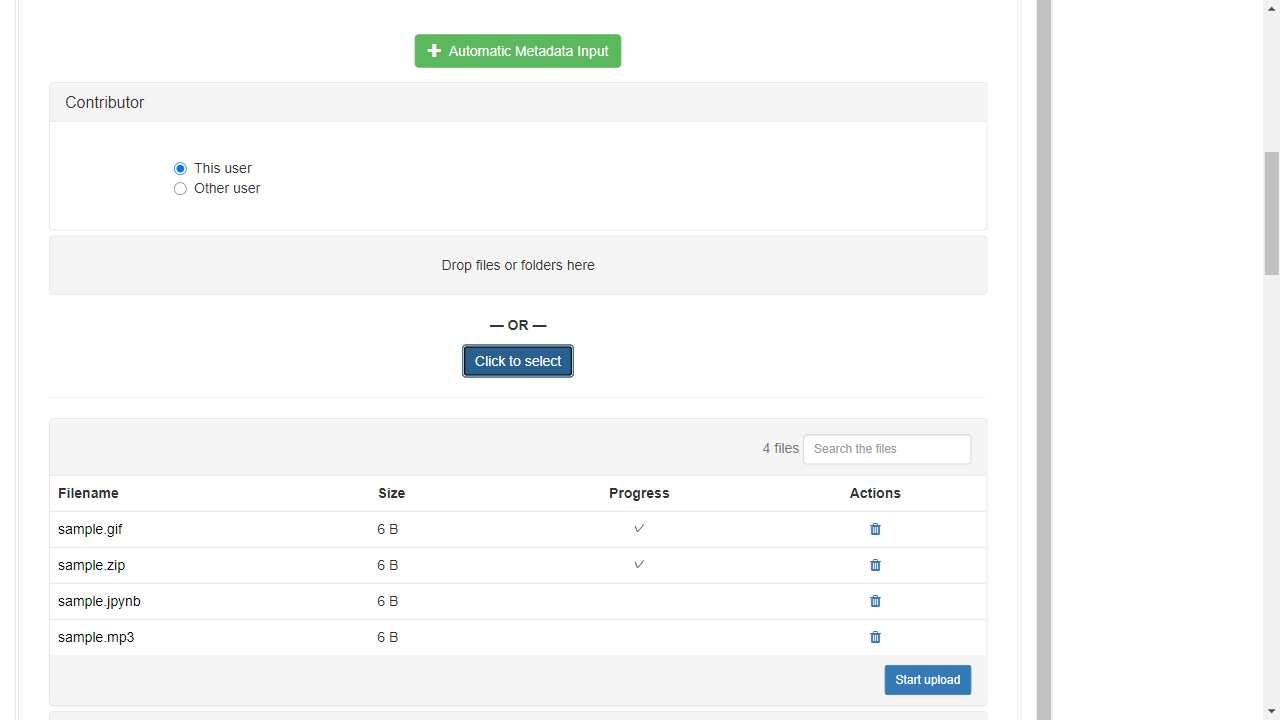 Automatic Metadata Input
Contributor
This user
Other user
Drop files or folders here
— OR —
Click to select
4 files Search the files
Filename Size Progress Actions
sample.gif 6 B ✓
sample.zip 6 B ✓
sample.jpynb 6 B
sample.mp3 6 B
Start upload